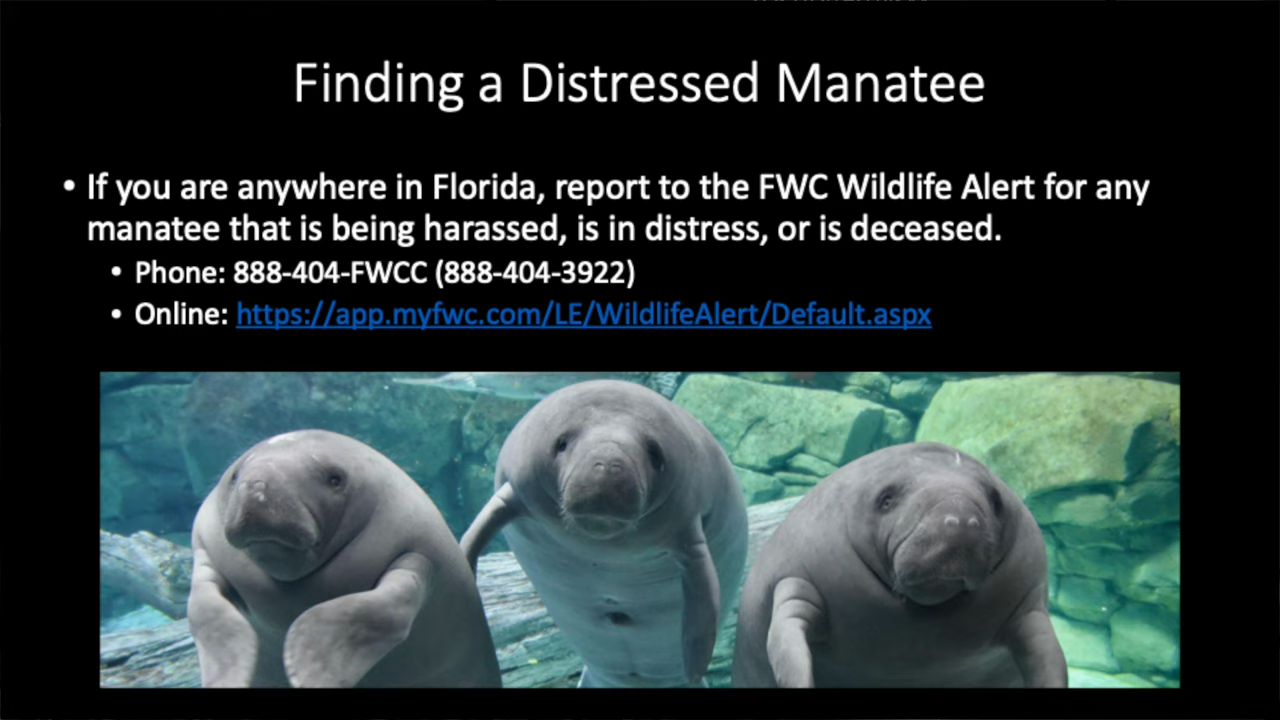 Finding a Distressed Manatee
• If you are anywhere in Florida, report to the FWC Wildlife Alert for any
manatee that is being harassed, is in distress, or is deceased.
• Phone: 888-404-FWCC (888-404-3922)
• Online: https://app.myfwc.com/LE/WildlifeAlert/Default.aspx